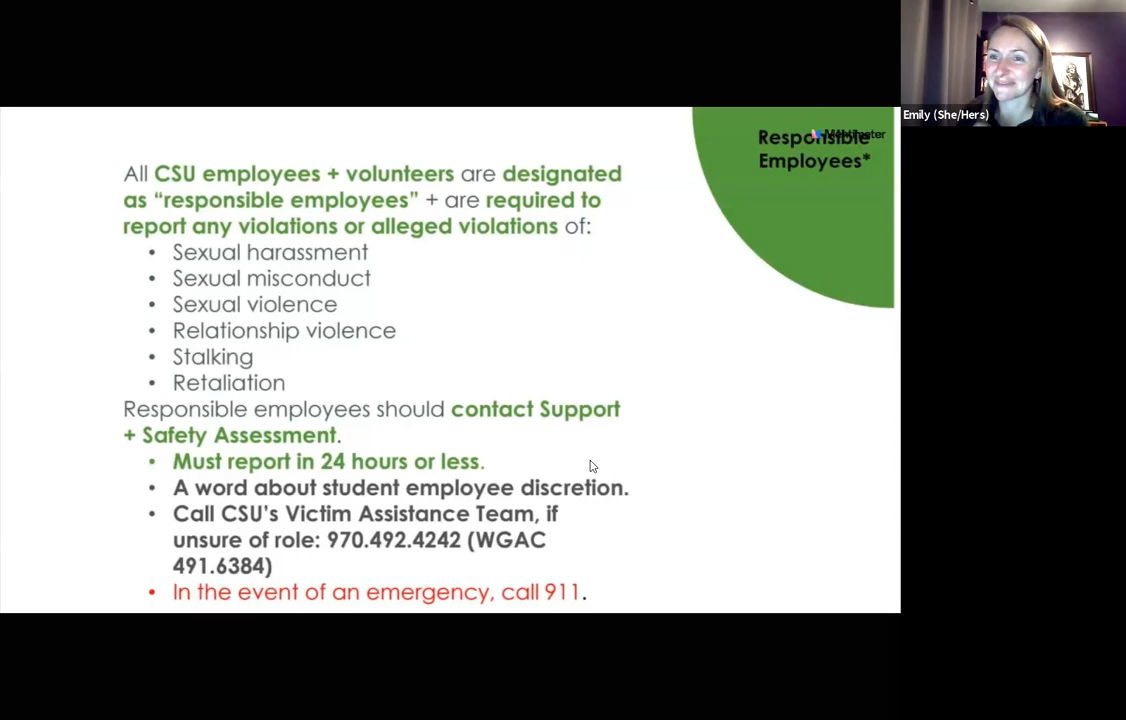 Emily (She/Hers)
Responsible
Mentimeter
Employees*
All CSU employees + volunteers are designated
as “responsible employees” + are required to
report any violations or alleged violations of:
• Sexual harassment
• Sexual misconduct
• Sexual violence
• Relationship violence
• Stalking
• Retaliation
Responsible employees should contact Support
+ Safety Assessment.
• Must report in 24 hours or less.
• A word about student employee discretion.
• Call CSU’s Victim Assistance Team, if
unsure of role: 970.492.4242 (WGAC
491.6384)
• In the event of an emergency, call 911.